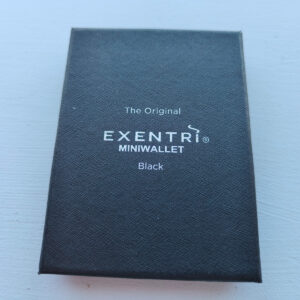 The Original
EXENTRI®
MINIWALLET
Black